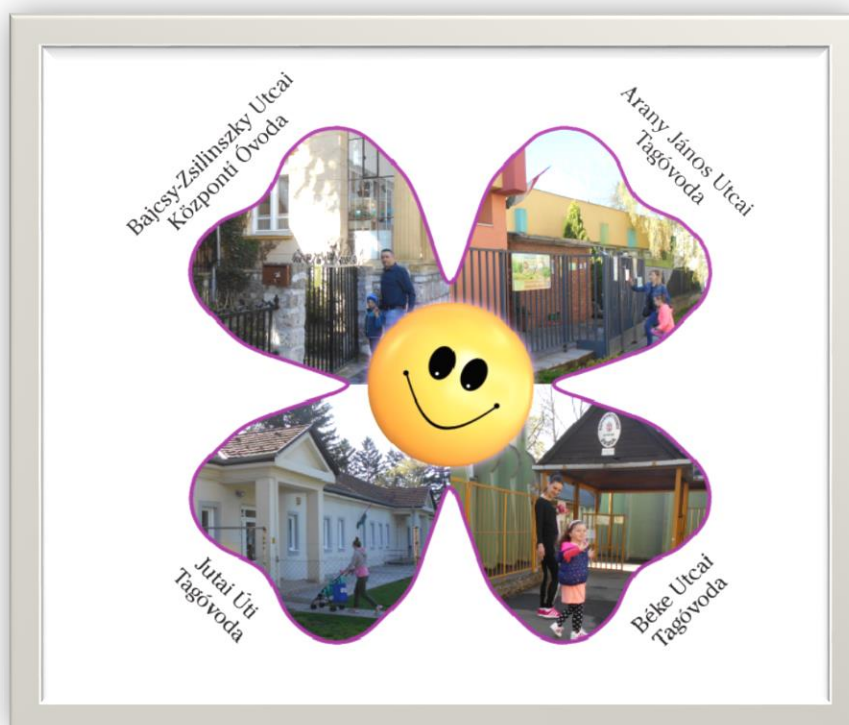 Bajcsy-Zsilinszky Utcai
Központi Óvoda
Arany János Utcai
Tagóvoda
Jutai Úti
Tagóvoda
Béke Utcai
Tagóvoda